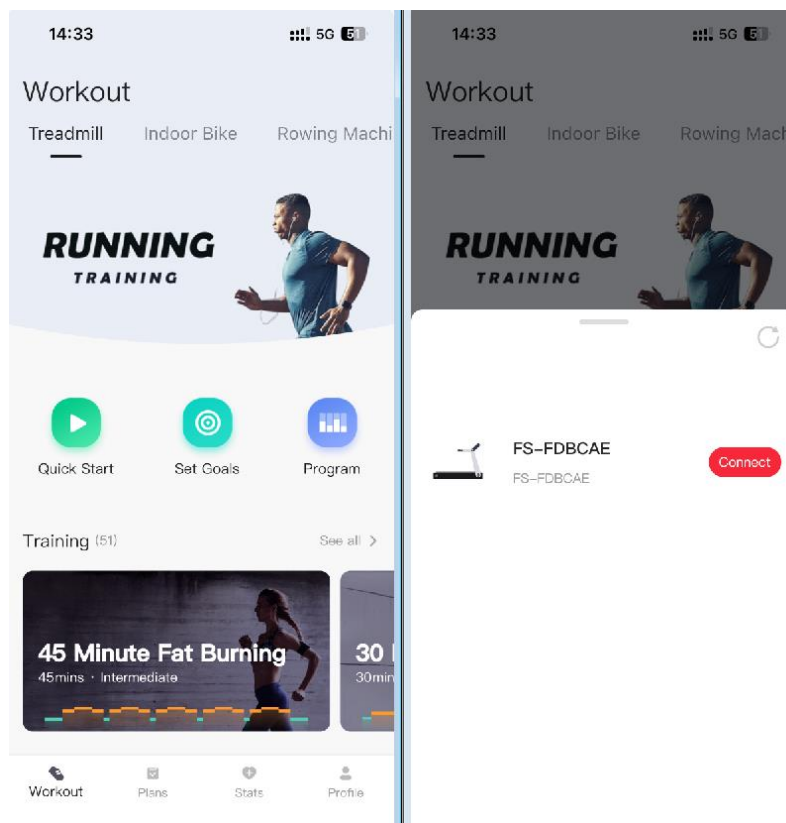 14:33
5G 51
Workout
Treadmill Indoor Bike Rowing Machi
RUNNING
TRAINING
Quick Start Set Goals Program
Training (51) See all >
45 Minute Fat Burning
45mins · Intermediate
30
30min
Workout Plans Stats Profile
14:33
5G 51
Workout
Treadmill Indoor Bike Rowing Mach
RUNNING
TRAINING
FS-FDBCAE
FS-FDBCAE
Connect